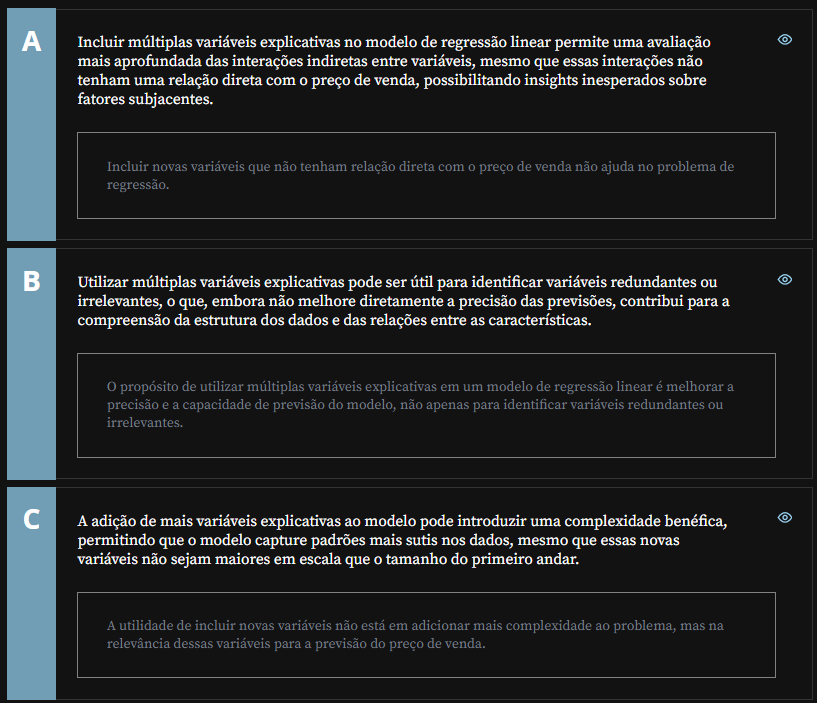 A
Incluir múltiplas variáveis explicativas no modelo de regressão linear permite uma avaliação
mais aprofundada das interações indiretas entre variáveis, mesmo que essas interações não
tenham uma relação direta com o preço de venda, possibilitando insights inesperados sobre
fatores subjacentes.
Incluir novas variáveis que não tenham relação direta com o preço de venda não ajuda no problema de
regressão.
B
Utilizar múltiplas variáveis explicativas pode ser útil para identificar variáveis redundantes ou
irrelevantes, o que, embora não melhore diretamente a precisão das previsões, contribui para a
compreensão da estrutura dos dados e das relações entre as características.
O propósito de utilizar múltiplas variáveis explicativas em um modelo de regressão linear é melhorar a
precisão e a capacidade de previsão do modelo, não apenas para identificar variáveis redundantes ou
irrelevantes.
C
A adição de mais variáveis explicativas ao modelo pode introduzir uma complexidade benéfica,
permitindo que o modelo capture padrões mais sutis nos dados, mesmo que essas novas
variáveis não sejam maiores em escala que o tamanho do primeiro andar.
A utilidade de incluir novas variáveis não está em adicionar mais complexidade ao problema, mas na
relevância dessas variáveis para a previsão do preço de venda.